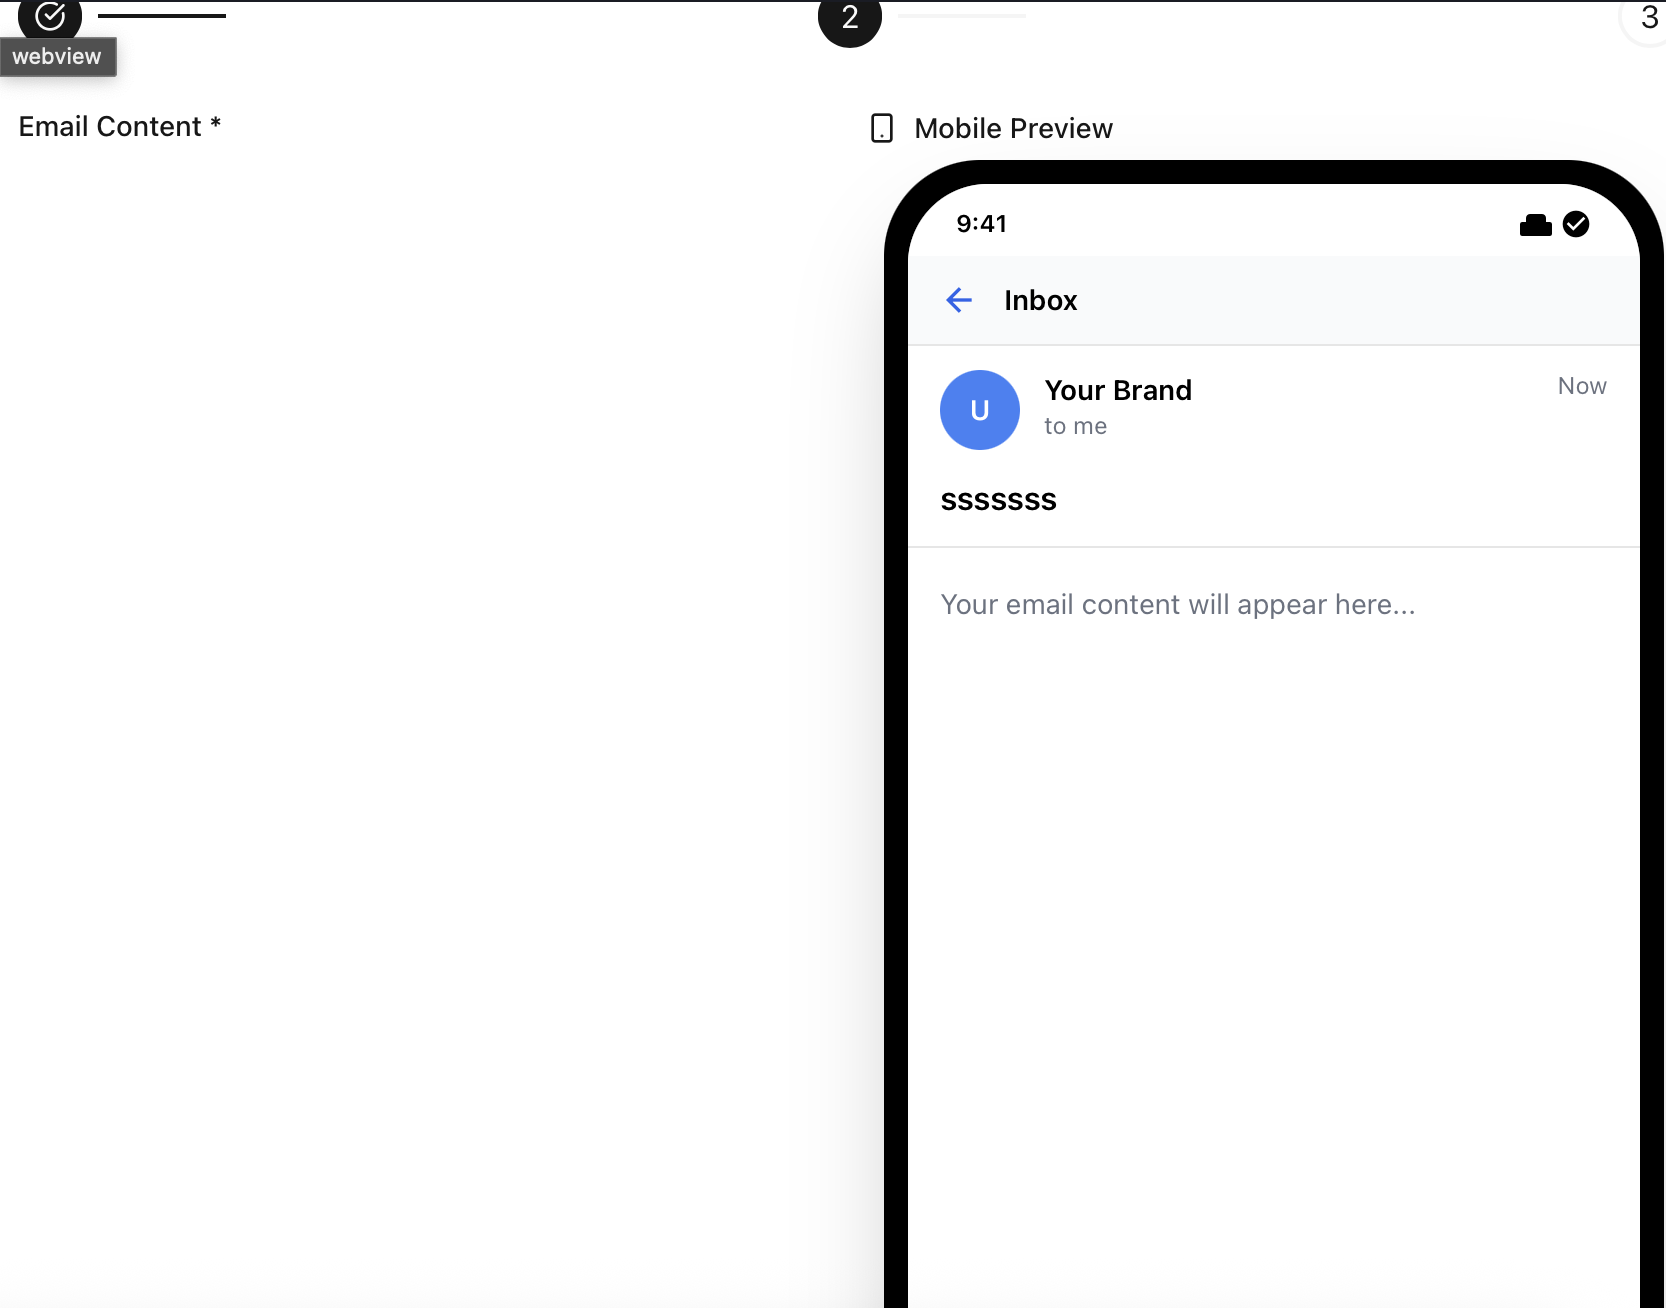 2
3
webview
Email Content *
Mobile Preview
9:41
Inbox
U
Your Brand
Now
to me
sssssss
Your email content will appear here...